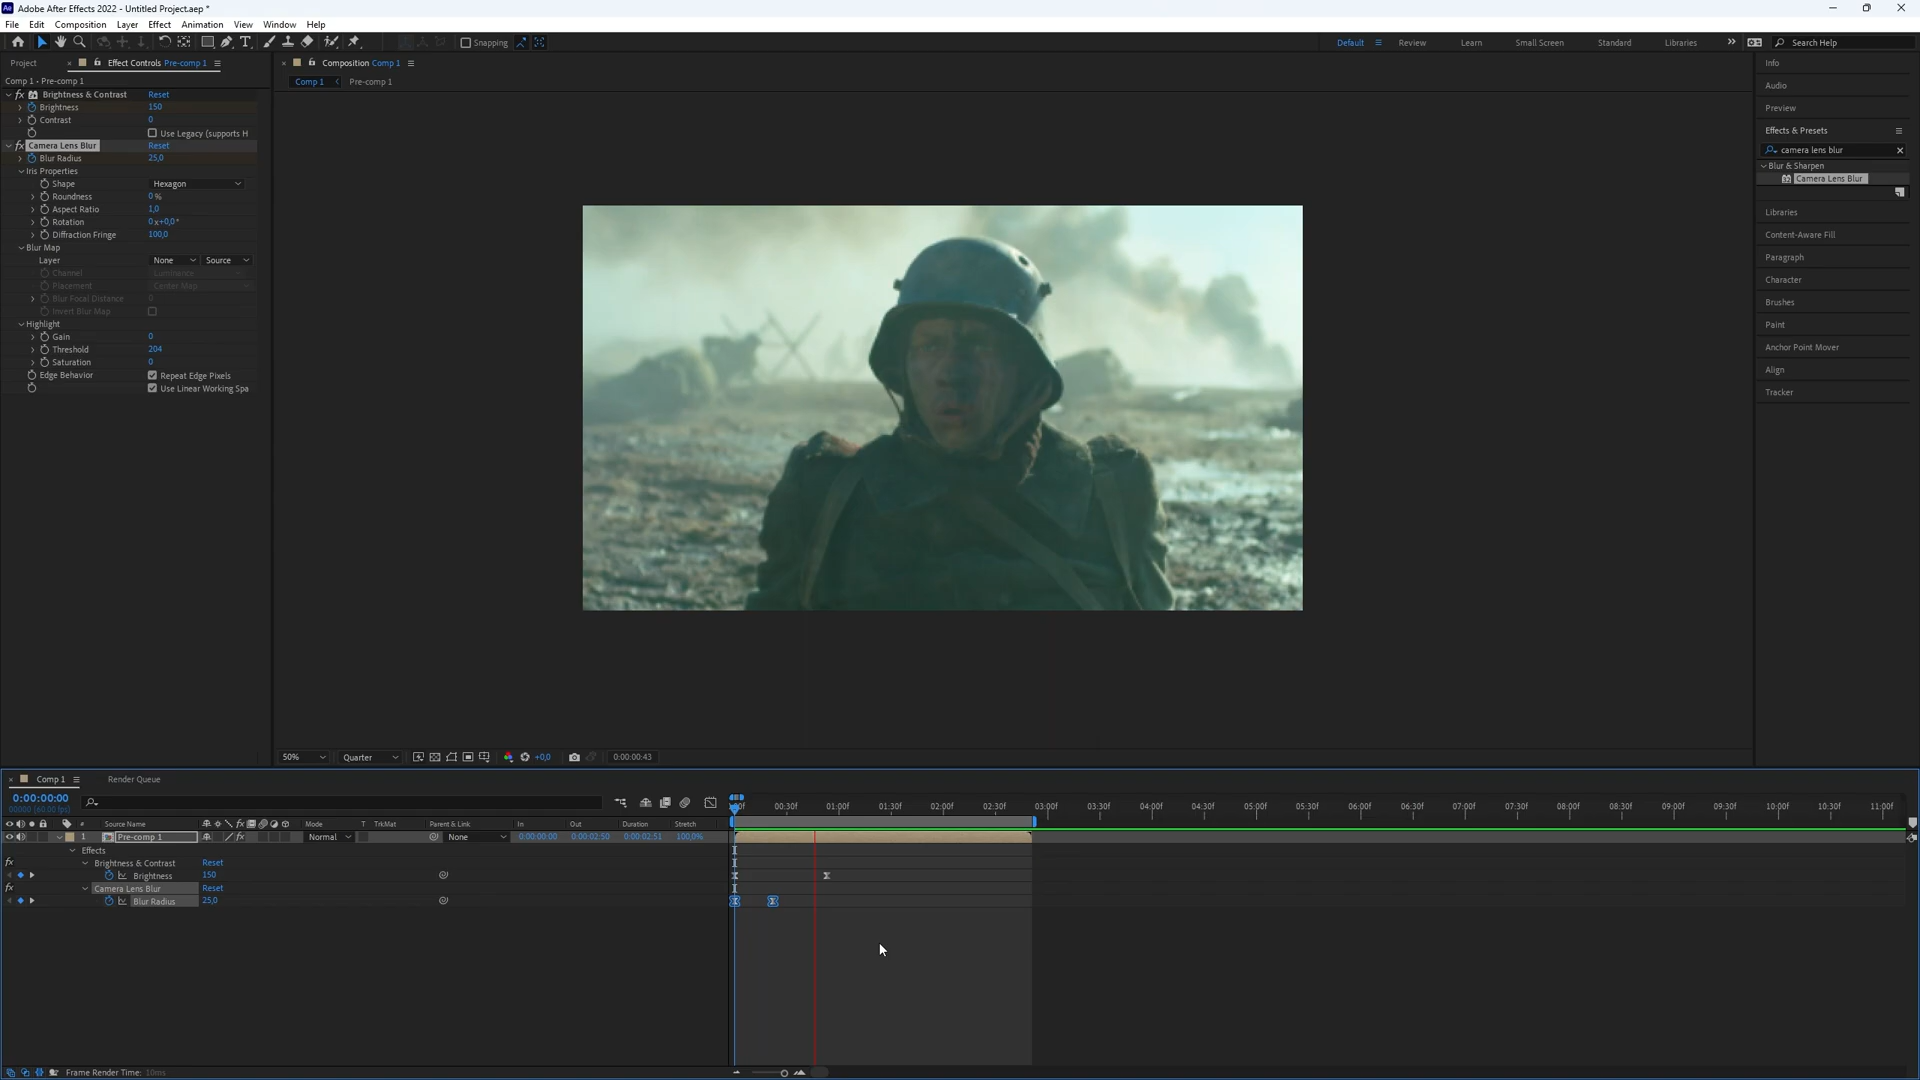 Adobe After Effects 2022 - Untitled Project.aep *
File Edit Composition Layer Effect Animation View Window Help
Snapping Default Review Learn Small Screen Standard Libraries Search Help
Project Effect Controls Pre-comp 1
Composition Comp 1
Comp 1 - Pre-comp 1
Comp 1 Pre-comp 1
fx Brightness & Contrast Reset
Brightness 150
Contrast 0
Use Legacy (supports H
fx Camera Lens Blur Reset
Blur Radius 25,0
Iris Properties
Shape Hexagon
Roundness 0 %
Aspect Ratio 1,0
Rotation 0 x +0,0 °
Diffraction Fringe 100,0
Blur Map
Layer None Source
Channel Luminance
Placement Center Map
Blur Focal Distance 0
Invert Blur Map
Highlight
Gain 0
Threshold 204
Saturation 0
Edge Behavior Repeat Edge Pixels
Use Linear Working Spa
Info
Audio
Preview
Effects & Presets
camera lens blur
Blur & Sharpen
Camera Lens Blur
Libraries
Content-Aware Fill
Paragraph
Character
Brushes
Paint
Anchor Point Mover
Align
Tracker
50% Quarter +0,0 0:00:00:43
Comp 1 Render Queue
0:00:00:00
00000 (60.00 fps)
00:30f 01:00f 01:30f 02:00f 02:30f 03:00f 03:30f 04:00f 04:30f 05:00f 05:30f 06:00f 06:30f 07:00f 07:30f 08:00f 08:30f 09:00f 09:30f 10:00f 10:30f 11:00f
# Source Name fx Mode T TrkMat Parent & Link In Out Duration Stretch
1 Pre-comp 1 fx Normal None 0:00:00:00 0:00:02:50 0:00:02:51 100,0%
Effects
fx Brightness & Contrast Reset
Brightness 150
fx Camera Lens Blur Reset
Blur Radius 25,0
Frame Render Time: 10ms